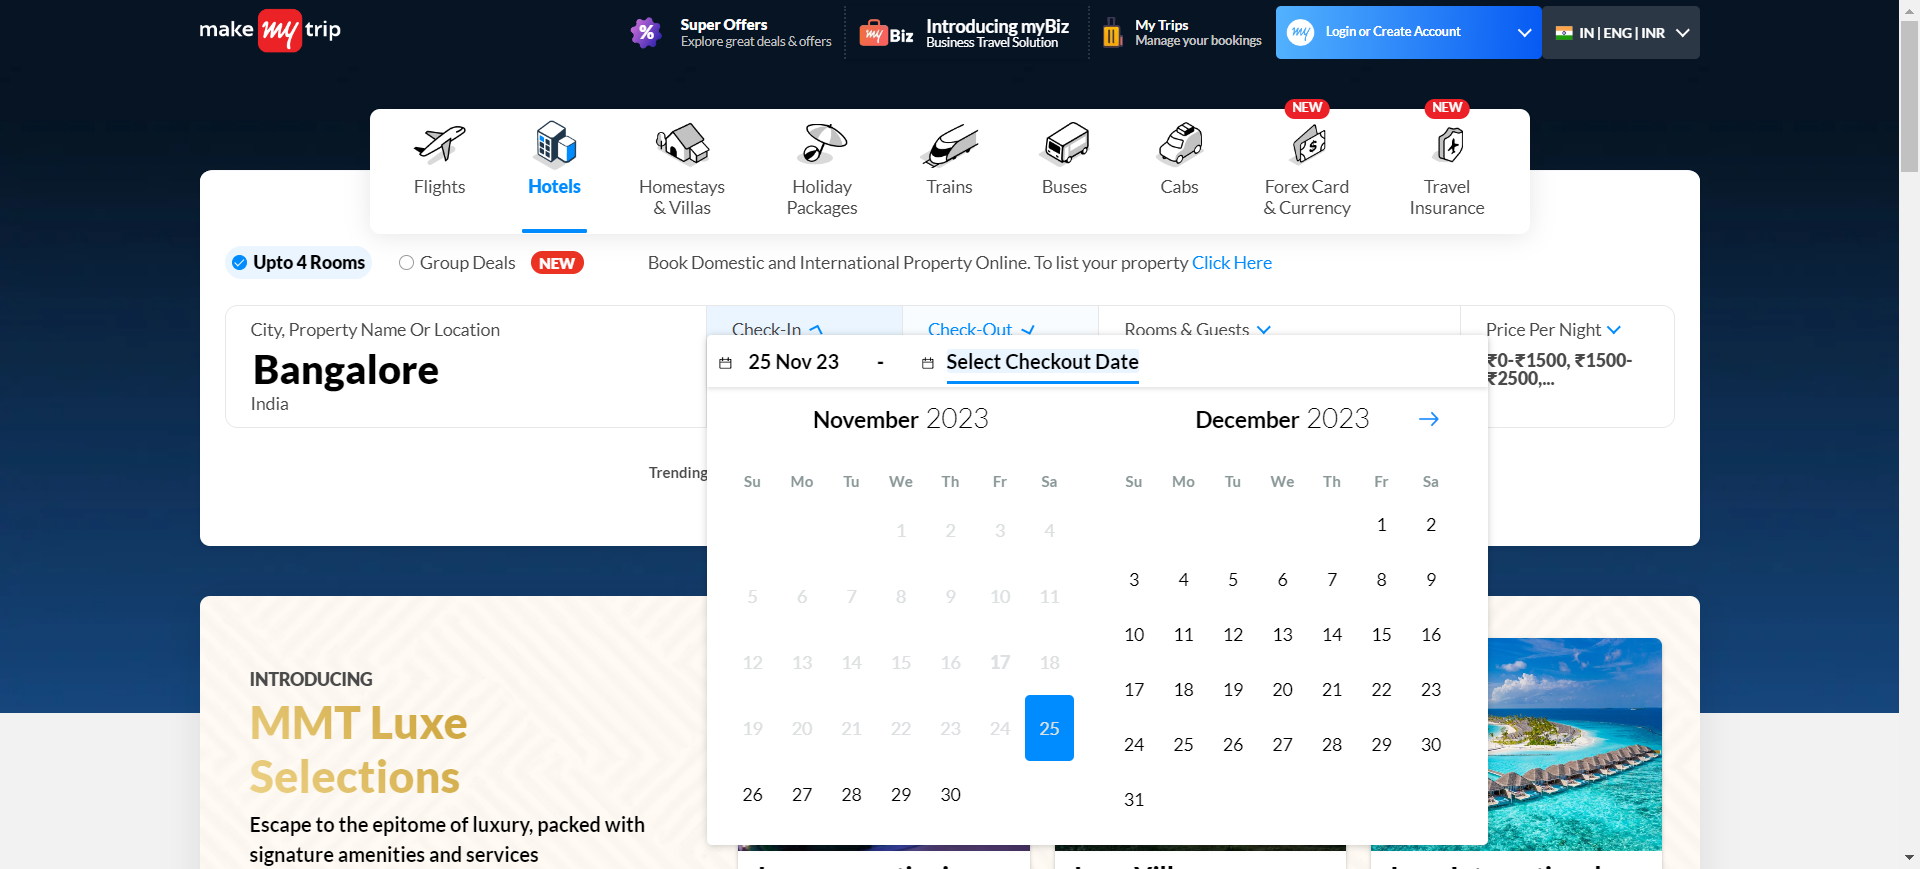 make my trip
%
Super Offers
Explore great deals & offers
my Biz
Introducing myBiz
Business Travel Solution
My Trips
Manage your bookings
my
Login or Create Account
IN | ENG | INR
NEW
NEW
Flights
Hotels
Homestays
& Villas
Holiday
Packages
Trains
Buses
Cabs
Forex Card
& Currency
Travel
Insurance
Upto 4 Rooms
Group Deals
NEW
Book Domestic and International Property Online. To list your property Click Here
City, Property Name Or Location
Bangalore
India
Check-In
Check-Out
Rooms & Guests
Price Per Night
₹0-₹1500, ₹1500-
₹2500,...
25 Nov 23 - Select Checkout Date
Trending
November 2023
Su Mo Tu We Th Fr Sa
1 2 3 4
5 6 7 8 9 10 11
12 13 14 15 16 17 18
19 20 21 22 23 24 25
26 27 28 29 30
December 2023
Su Mo Tu We Th Fr Sa
1 2
3 4 5 6 7 8 9
10 11 12 13 14 15 16
17 18 19 20 21 22 23
24 25 26 27 28 29 30
31
INTRODUCING
MMT Luxe
Selections
Escape to the epitome of luxury, packed with
signature amenities and services